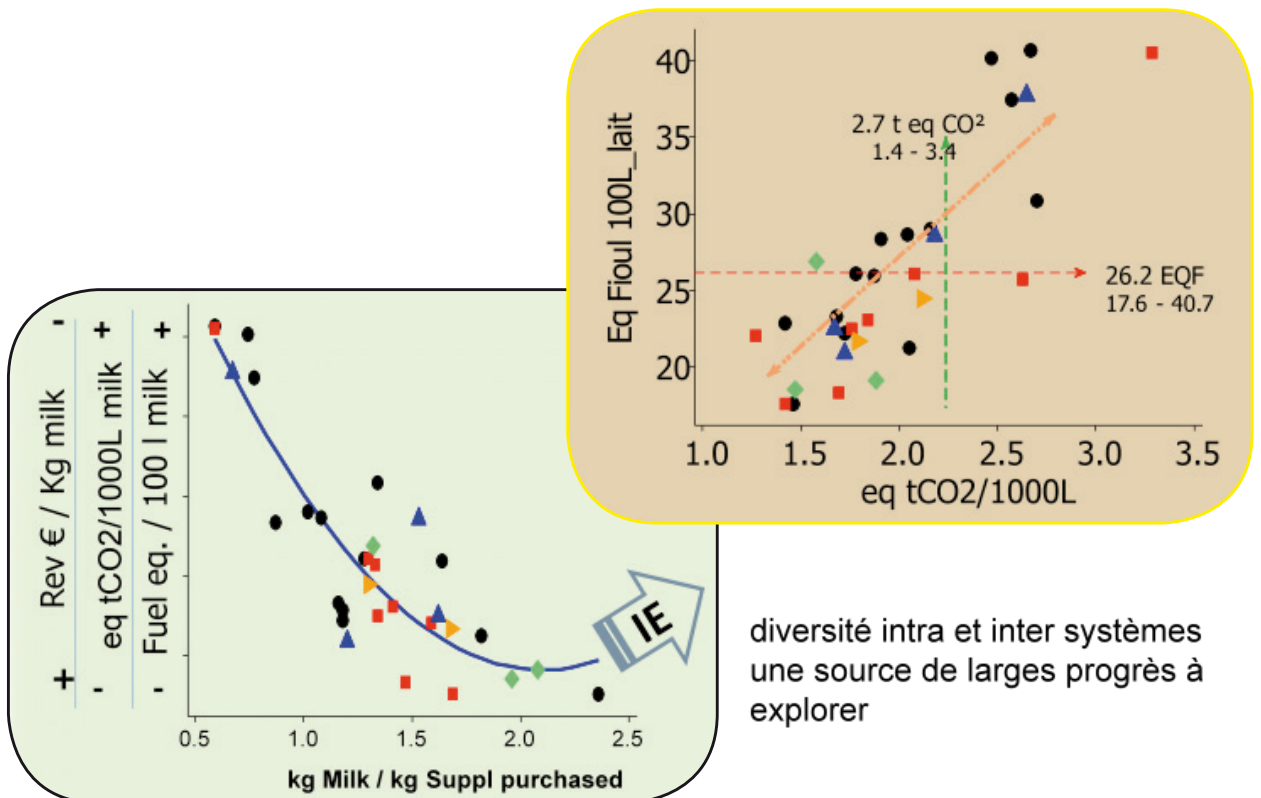 40
35
30
25
20
Eq Fioul 100L_lait
2.7 t eq CO²
1.4 - 3.4
26.2 EQF
17.6 - 40.7
1.0 1.5 2.0 2.5 3.0 3.5
eq tCO2/1000L
+ Rev € / Kg milk -
- eq tCO2/1000L milk +
- Fuel eq. / 100 l milk +
IE
0.5 1.0 1.5 2.0 2.5
kg Milk / kg Suppl purchased
diversité intra et inter systèmes
une source de larges progrès à
explorer